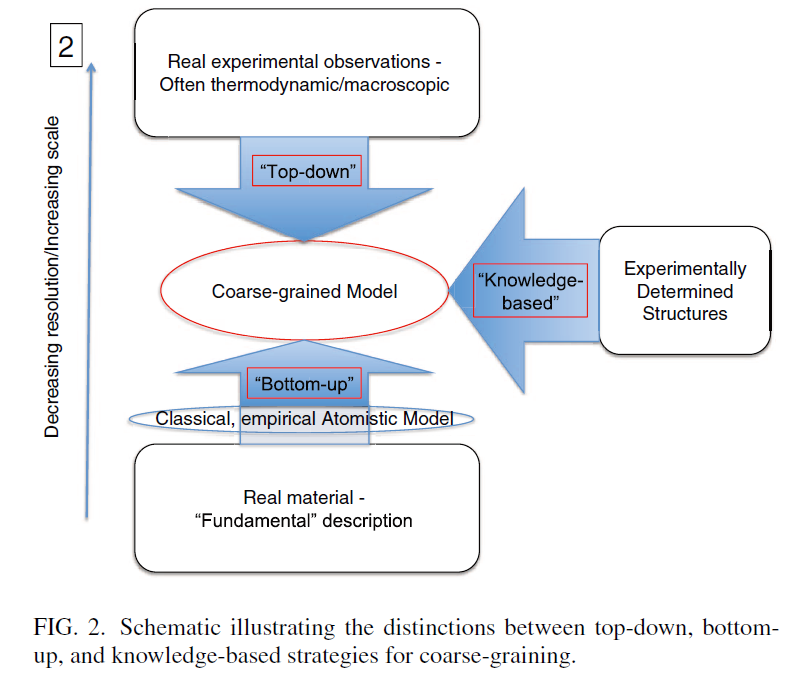 2
Decreasing resolution/Increasing scale
Real experimental observations -
Often thermodynamic/macroscopic
“Top-down”
Coarse-grained Model
“Knowledge-
based”
Experimentally
Determined
Structures
“Bottom-up”
Classical, empirical Atomistic Model
Real material -
“Fundamental” description
FIG. 2. Schematic illustrating the distinctions between top-down, bottom-
up, and knowledge-based strategies for coarse-graining.